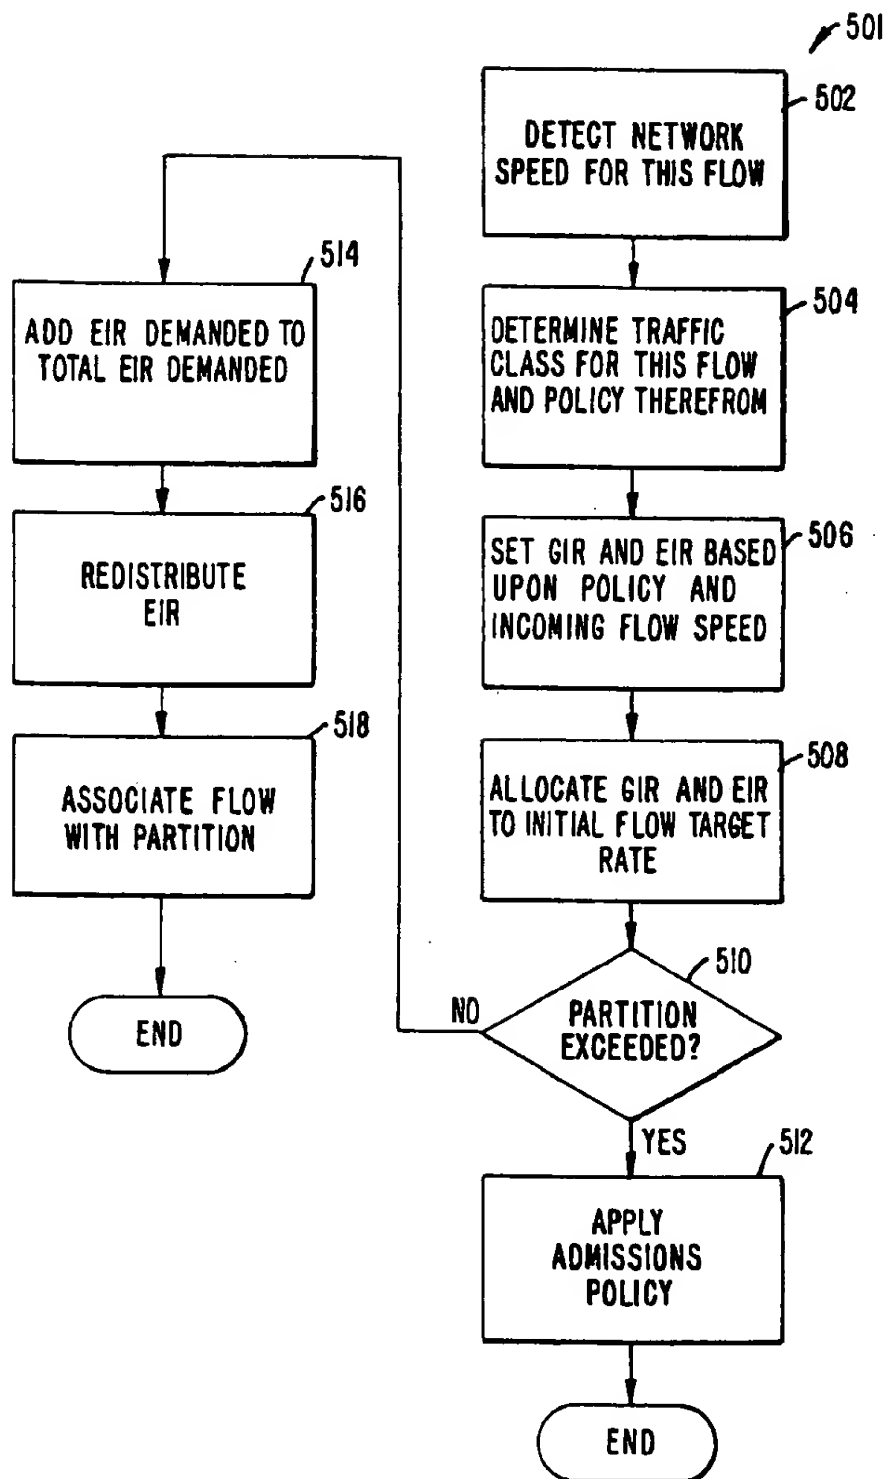 501
502
DETECT NETWORK
SPEED FOR THIS FLOW
504
DETERMINE TRAFFIC
CLASS FOR THIS FLOW
AND POLICY THEREFROM
506
SET GIR AND EIR BASED
UPON POLICY AND
INCOMING FLOW SPEED
508
ALLOCATE GIR AND EIR
TO INITIAL FLOW TARGET
RATE
510
PARTITION
EXCEEDED?
NO
YES
512
APPLY
ADMISSIONS
POLICY
END
514
ADD EIR DEMANDED TO
TOTAL EIR DEMANDED
516
REDISTRIBUTE
EIR
518
ASSOCIATE FLOW
WITH PARTITION
END